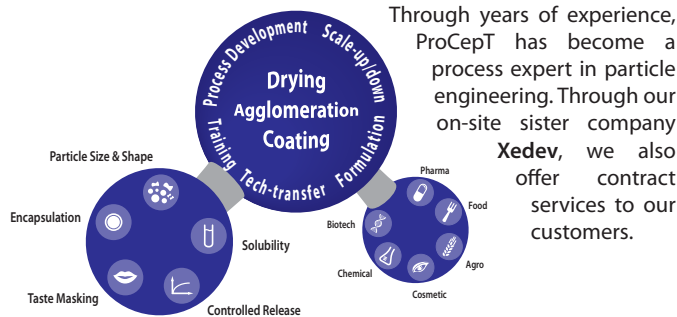 Through years of experience,
ProCepT has become a
process expert in particle
engineering. Through our
on-site sister company
Xedev, we also
offer contract
services to our
customers.
Process Development
Scale-up/down
Drying
Agglomeration
Coating
Training
Tech-transfer
Formulation
Particle Size & Shape
Encapsulation
Solubility
Taste Masking
Controlled Release
Pharma
Food
Biotech
Agro
Chemical
Cosmetic